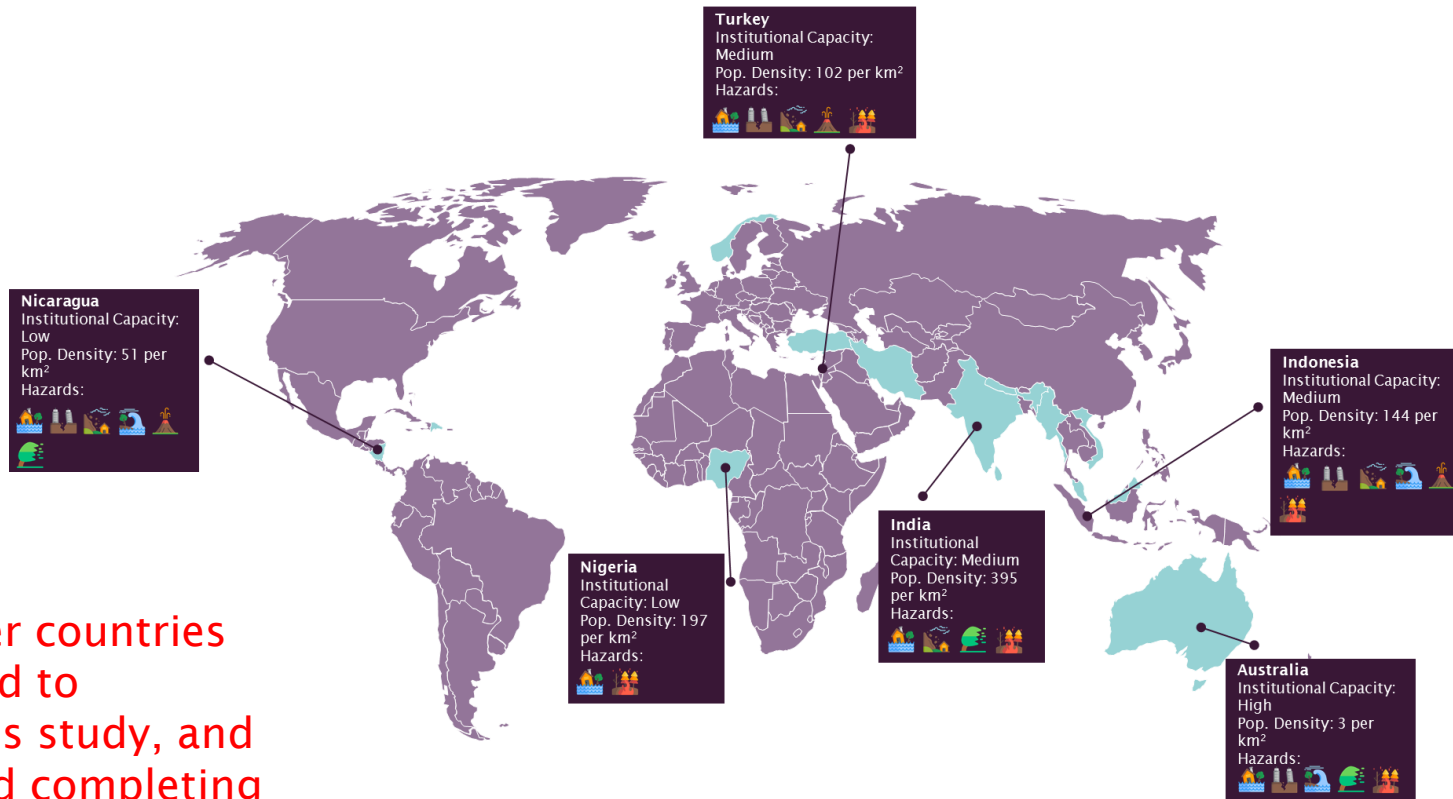 Turkey
Institutional Capacity:
Medium
Pop. Density: 102 per km²
Hazards:
Nicaragua
Institutional Capacity:
Low
Pop. Density: 51 per
km²
Hazards:
Indonesia
Institutional Capacity:
Medium
Pop. Density: 144 per
km²
Hazards:
India
Institutional
Capacity: Medium
Pop. Density: 395
per km²
Hazards:
Nigeria
Institutional
Capacity: Low
Pop. Density: 197
per km²
Hazards:
Australia
Institutional Capacity:
High
Pop. Density: 3 per
km²
Hazards:
er countries
d to
s study, and
d completing